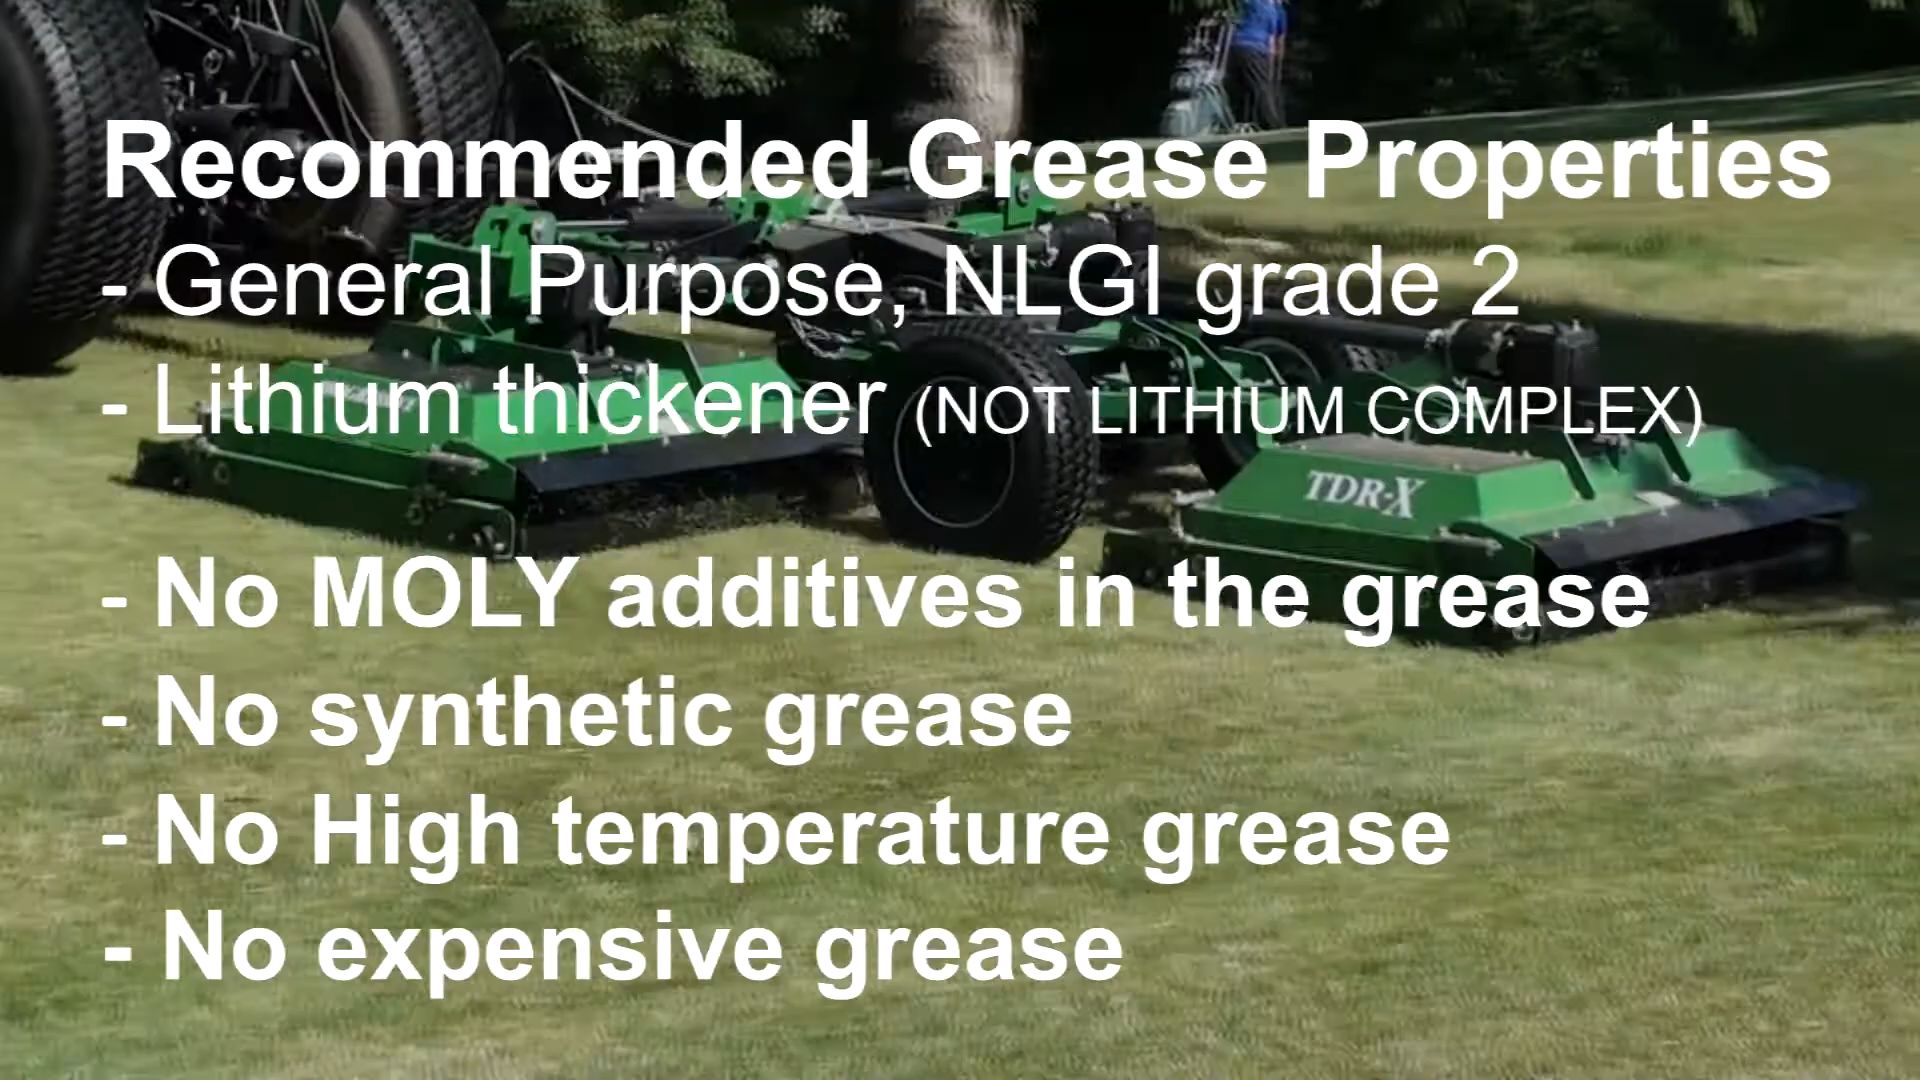 Recommended Grease Properties
- General Purpose, NLGI grade 2
- Lithium thickener (NOT LITHIUM COMPLEX)
TDR-X
- No MOLY additives in the grease
- No synthetic grease
- No High temperature grease
- No expensive grease